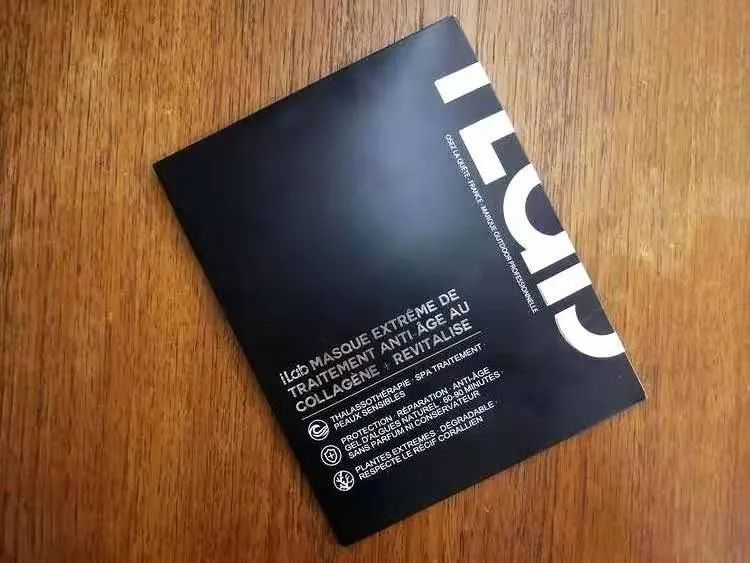 iLab
OSEZ LA QUÊTE · FRANCE · MARQUE OUTDOOR PROFESSIONNELLE
iLab MASQUE EXTRÊME DE
TRAITEMENT ANTI-ÂGE AU
COLLAGÈNE + REVITALISE
THALASSOTHÉRAPIE · SPA TRAITEMENT ·
PEAUX SENSIBLES
PROTECTION · RÉPARATION · ANTI-ÂGE
GEL D'ALGUES NATUREL, 60-90 MINUTES ·
SANS PARFUM NI CONSERVATEUR
PLANTES EXTRÊMES · DÉGRADABLE ·
RESPECTE LE RÉCIF CORALLIEN